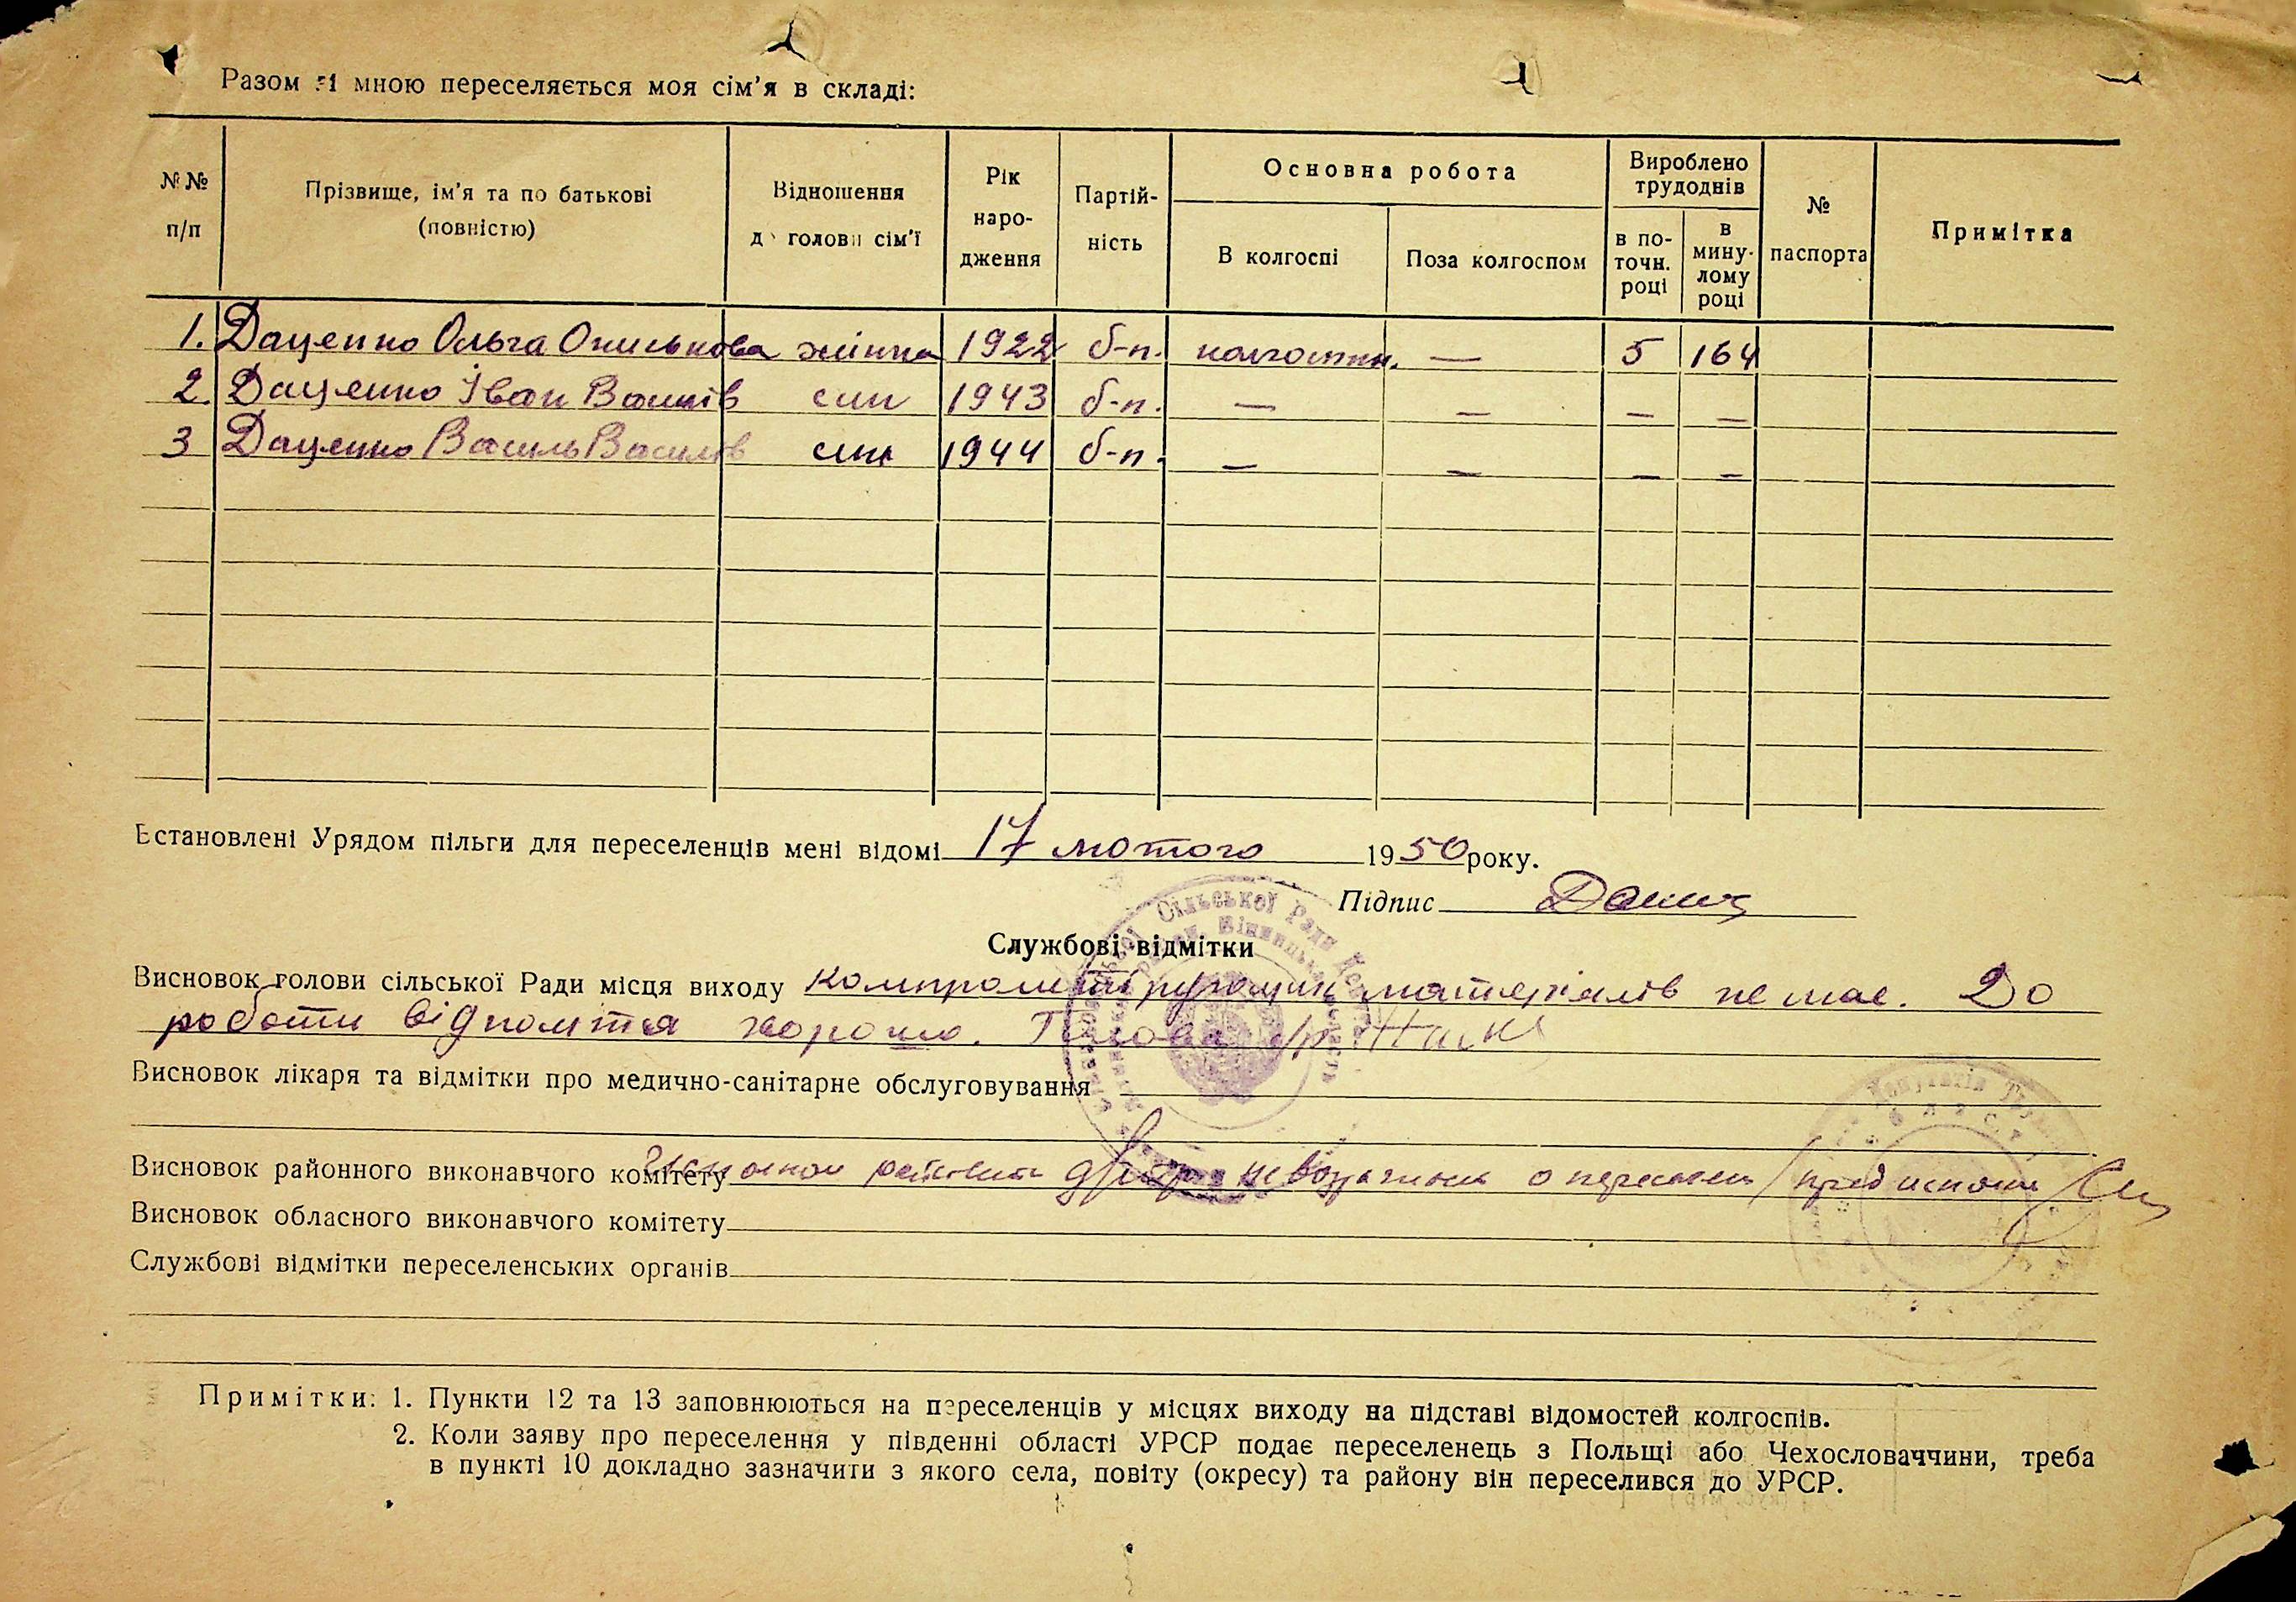 Разом зі мною переселяється моя сім'я в складі:
№№ п/п
Прізвище, ім'я та по батькові (повністю)
Відношення до голови сім'ї
Рік народження
Партійність
Основна робота
В колгоспі
Поза колгоспом
Вироблено трудоднів
в поточн. році
в минулому році
№ паспорта
Примітка
1. Даценко Ольга жінка 1922 б-п. колгоспн. — 5 164
2. Даценко Іван Васиів син 1943 б-п. — — — —
3 Даценко Василь Василів син 1944 б-п. — — — —
Встановлені Урядом пільги для переселенців мені відомі 17 лютого 1950 року.
Підпис
Службові відмітки
Висновок голови сільської Ради місця виходу матеріалів не має. До
роботи хорошо. Голова с/р
Висновок лікаря та відмітки про медично-санітарне обслуговування
Висновок районного виконавчого комітету
Висновок обласного виконавчого комітету
Службові відмітки переселенських органів
Примітки: 1. Пункти 12 та 13 заповнюються на переселенців у місцях виходу на підставі відомостей колгоспів.
2. Коли заяву про переселення у південні області УРСР подає переселенець з Польщі або Чехословаччини, треба
в пункті 10 докладно зазначити з якого села, повіту (окресу) та району він переселився до УРСР.